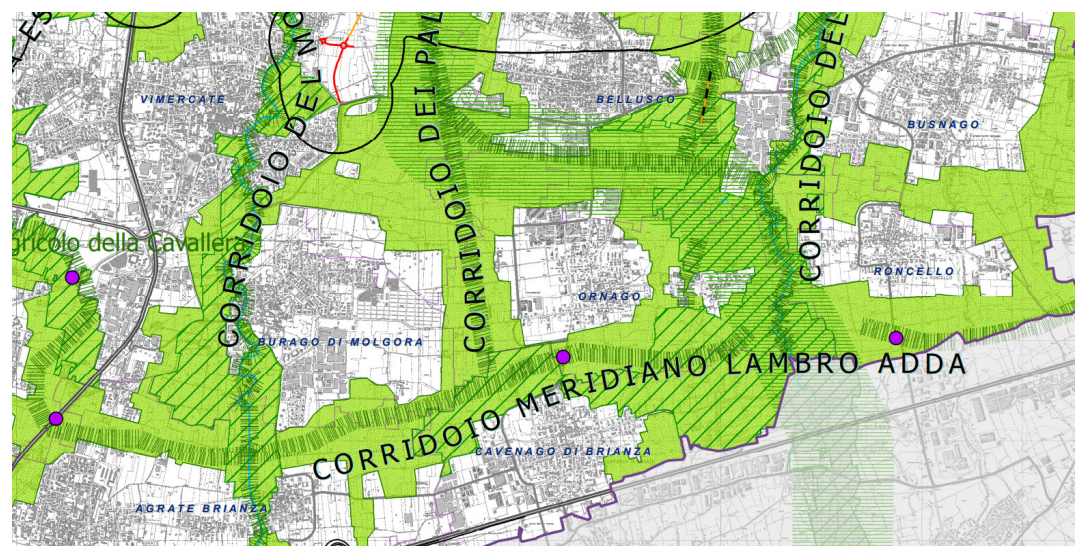 VIMERCATE
BELLUSCO
BUSNAGO
CORRIDOIO DEL MO
CORRIDOIO DEI PAL
CORRIDOIO DEL
gricolo della Cavallera
RONCELLO
ORNAGO
BURAGO DI MOLGORA
CORRIDOIO MERIDIANO LAMBRO ADDA
CAVENAGO DI BRIANZA
AGRATE BRIANZA